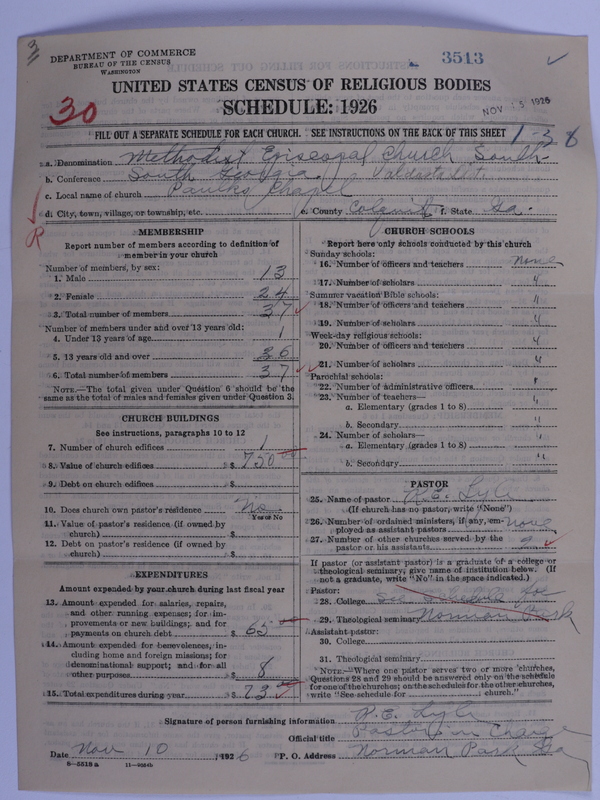 3
DEPARTMENT OF COMMERCE
BUREAU OF THE CENSUS
WASHINGTON
3513
UNITED STATES CENSUS OF RELIGIOUS BODIES
SCHEDULE: 1926
30
NOV 15 1926
FILL OUT A SEPARATE SCHEDULE FOR EACH CHURCH. SEE INSTRUCTIONS ON THE BACK OF THIS SHEET
1-38
a. Denomination Methodist Episcopal Church South
b. Conference South Georgia. Valdosta Dist.
c. Local name of church Paulks Chapel
d. City, town, village, or township, etc. e. County Colquitt f. State Ga.
R
MEMBERSHIP
Report number of members according to definition of
member in your church
Number of members, by sex:
1. Male 13
2. Female 24
3. Total number of members 37
Number of members under and over 13 years old:
4. Under 13 years of age 1
5. 13 years old and over 36
6. Total number of members 37
NOTE.—The total given under Question 6 should be the
same as the total of males and females given under Question 3.
CHURCH BUILDINGS
See instructions, paragraphs 10 to 12
7. Number of church edifices 1
8. Value of church edifices $ 750 00
9. Debt on church edifices $
10. Does church own pastor's residence No
Yes or No
11. Value of pastor's residence (if owned by
church) $
12. Debt on pastor's residence (if owned by
church) $
EXPENDITURES
Amount expended by your church during last fiscal year
13. Amount expended for salaries, repairs,
and other running expenses; for im-
provements or new buildings; and for
payments on church debt $ 65
14. Amount expended for benevolences, in-
cluding home and foreign missions; for
denominational support; and for all
other purposes $ 8
15. Total expenditures during year $ 73
CHURCH SCHOOLS
Report here only schools conducted by this church
Sunday schools:
16. Number of officers and teachers None
17. Number of scholars "
Summer vacation Bible schools:
18. Number of officers and teachers "
19. Number of scholars "
Week-day religious schools:
20. Number of officers and teachers "
21. Number of scholars "
Parochial schools:
22. Number of administrative officers "
23. Number of teachers—
a. Elementary (grades 1 to 8) "
b. Secondary "
24. Number of scholars—
a. Elementary (grades 1 to 8) "
b. Secondary "
PASTOR
25. Name of pastor R. E. Lyle
(If church has no pastor, write "None")
26. Number of ordained ministers, if any, em-
ployed as assistant pastors None
27. Number of other churches served by the
pastor or his assistants
If pastor (or assistant pastor) is a graduate of a college or
theological seminary, give name of institution below. (If
not a graduate, write "No" in the space indicated.)
Pastor:
28. College See Schedule for
29. Theological seminary Norman Park
Assistant pastor:
30. College
31. Theological seminary
NOTE.—Where one pastor serves two or more churches,
Questions 28 and 29 should be answered only on the schedule
for one of the churches; on the schedules for the other churches,
write "See schedule for church."
Signature of person furnishing information R. E. Lyle
Official title Pastor in Charge
Date Nov 10, 1926 P. O. Address Norman Park Ga
8—5518 a 11—9554b